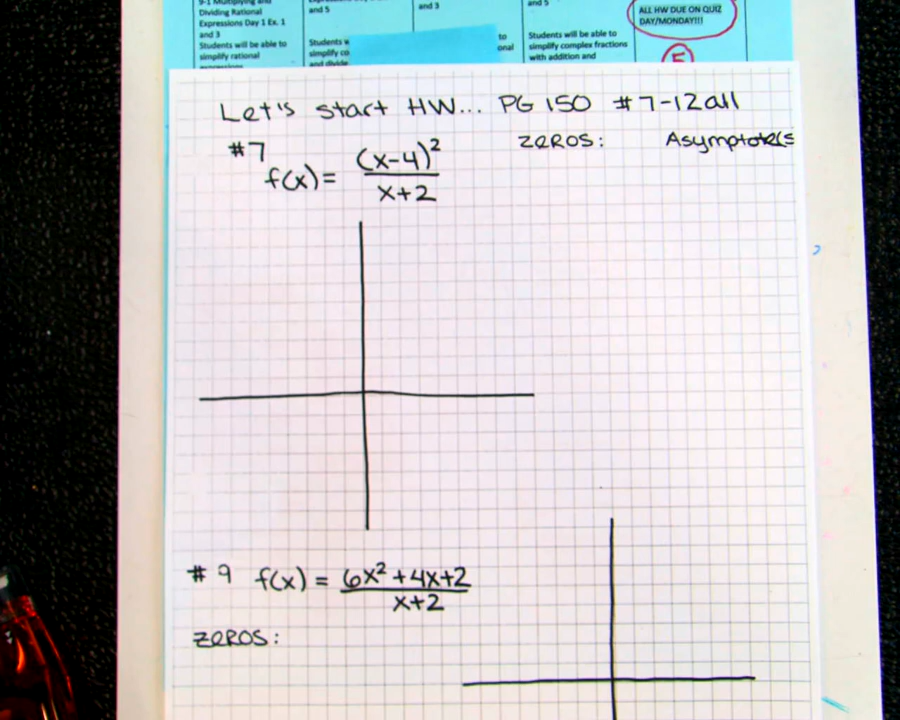 9-1 Multiplying and
Dividing Rational
Expressions Day 1 Ex. 1
and 3
Students will be able to
simplify rational
and 5
Students w
simplify co
and divide
and 3
to
onal
and 5
Students will be able to
simplify complex fractions
with addition and
ALL HW DUE ON QUIZ
DAY/MONDAY!!!
5
Let's start HW... PG 150 #7-12all
#7
f(x) = (x-4)²
x+2
zeros:
Asymptote(s
#9 f(x) = 6x²+4x+2
x+2
zeros: